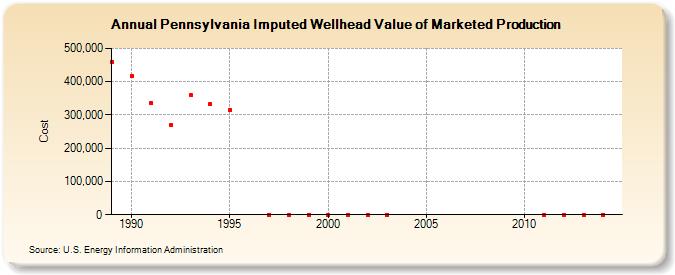 Annual Pennsylvania Imputed Wellhead Value of Marketed Production
500,000
400,000
300,000
200,000
100,000
0
Cost
1990 1995 2000 2005 2010
Source: U.S. Energy Information Administration